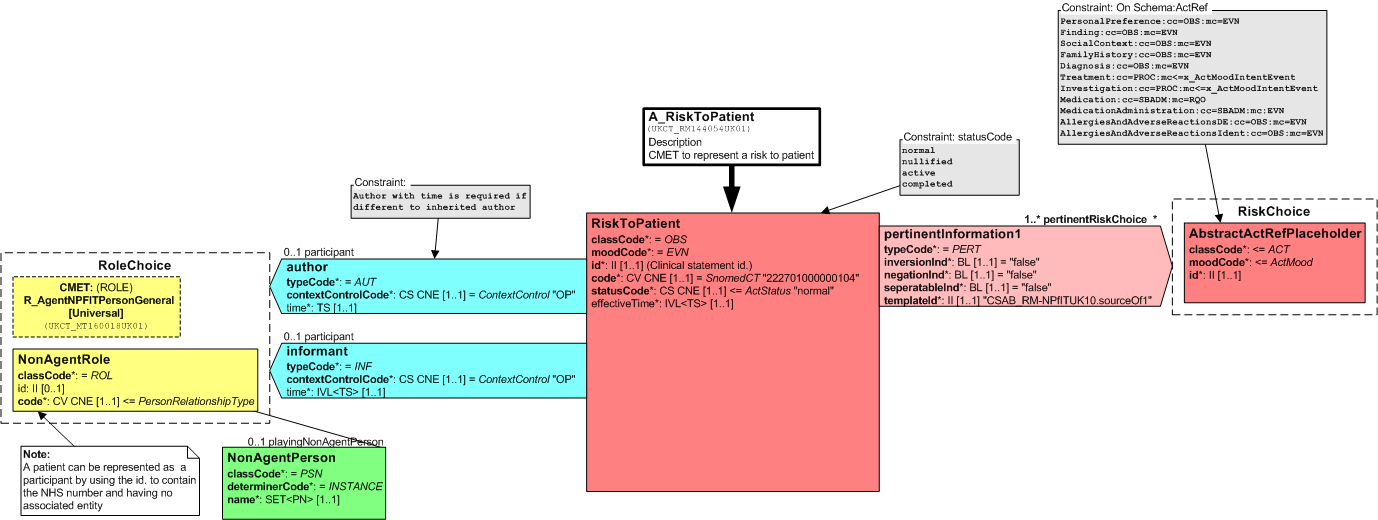 Constraint: On Schema:ActRef
PersonalPreference:cc=OBS:mc=EVN
Finding:cc=OBS:mc=EVN
SocialContext:cc=OBS:mc=EVN
FamilyHistory:cc=OBS:mc=EVN
Diagnosis:cc=OBS:mc=EVN
Treatment:cc=PROC:mc<=x_ActMoodIntentEvent
Investigation:cc=PROC:mc<=x_ActMoodIntentEvent
Medication:cc=SBADM:mc=RQO
MedicationAdministration:cc=SBADM:mc:EVN
AllergiesAndAdverseReactionsDE:cc=OBS:mc=EVN
AllergiesAndAdverseReactionsIdent:cc=OBS:mc=EVN
A_RiskToPatient
(UKCT_RM144054UK01)
Description
CMET to represent a risk to patient
Constraint: statusCode
normal
nullified
active
completed
Constraint:
Author with time is required if
different to inherited author
RiskToPatient
classCode*: = OBS
moodCode*: = EVN
id*: II [1..1] (Clinical statement id.)
code*: CV CNE [1..1] = SnomedCT "222701000000104"
statusCode*: CS CNE [1..1] <= ActStatus "normal"
effectiveTime*: IVL<TS> [1..1]
1..* pertinentRiskChoice *
pertinentInformation1
typeCode*: = PERT
inversionInd*: BL [1..1] = "false"
negationInd*: BL [1..1] = "false"
seperatableInd*: BL [1..1] = "false"
templateId*: II [1..1] "CSAB_RM-NPfITUK10.sourceOf1"
RiskChoice
AbstractActRefPlaceholder
classCode*: <= ACT
moodCode*: <= ActMood
id*: II [1..1]
0..1 participant
author
typeCode*: = AUT
contextControlCode*: CS CNE [1..1] = ContextControl "OP"
time*: TS [1..1]
0..1 participant
informant
typeCode*: = INF
contextControlCode*: CS CNE [1..1] = ContextControl "OP"
time*: IVL<TS> [1..1]
RoleChoice
CMET: (ROLE)
R_AgentNPFITPersonGeneral
[Universal]
(UKCT_MT160018UK01)
NonAgentRole
classCode*: = ROL
id: II [0..1]
code*: CV CNE [1..1] <= PersonRelationshipType
0..1 playingNonAgentPerson
NonAgentPerson
classCode*: = PSN
determinerCode*: = INSTANCE
name*: SET<PN> [1..1]
Note:
A patient can be represented as a
participant by using the id. to contain
the NHS number and having no
associated entity